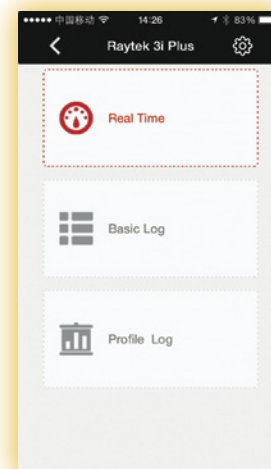 中国移动 14:26 83%
Raytek 3i Plus
Real Time
Basic Log
Profile Log